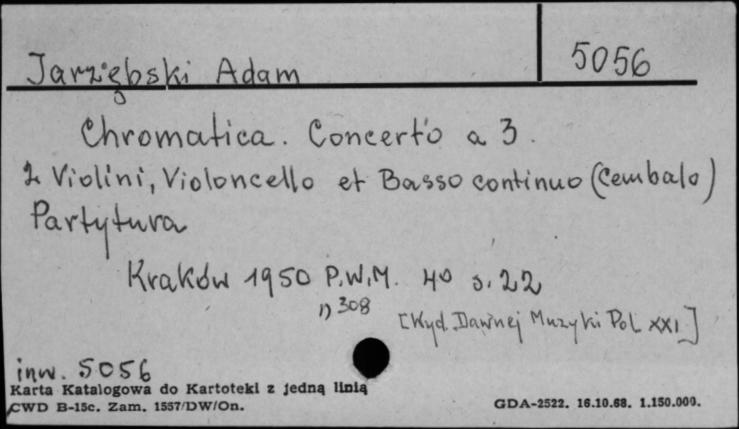 Jarzębski Adam 5056
Chromatica. Concerto a 3.
2 Violini, Violoncello et Basso continuo (Cembalo)
Partytura
Kraków 1950 P.W.M. 4o s. 22
308
[Wyd. Dawnej Muzyki Pol. XXI]
inw. 5056
Karta Katalogowa do Kartoteki z jedną linią
CWD B-15c. Zam. 1557/DW/On. GDA-2522. 16.10.68. 1.150.000.